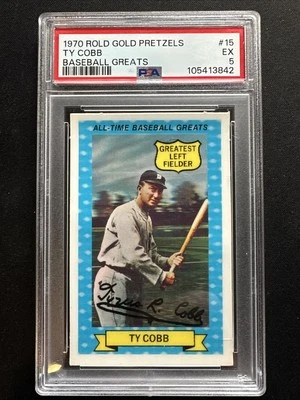 1970 ROLD GOLD PRETZELS #15
TY COBB EX
BASEBALL GREATS 5
PSA 105413842
ALL-TIME BASEBALL GREATS
GREATEST
LEFT
FIELDER
Tyrus R. Cobb
TY COBB